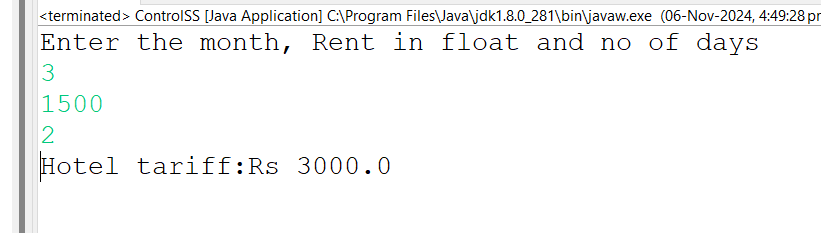 <terminated> ControlSS [Java Application] C:\Program Files\Java\jdk1.8.0_281\bin\javaw.exe (06-Nov-2024, 4:49:28 pr
Enter the month, Rent in float and no of days
3
1500
2
Hotel tariff:Rs 3000.0